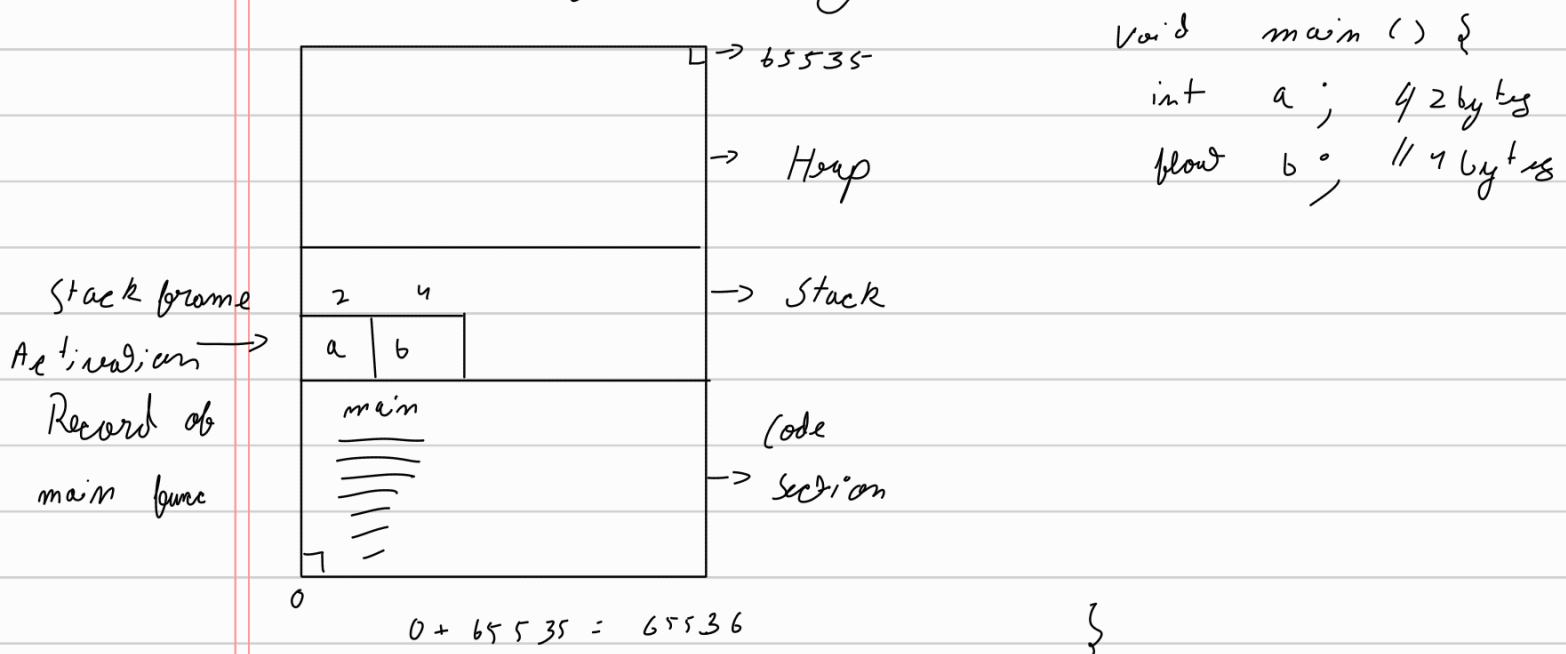 void main () {
int a ; // 2 bytes
float b ; // 4 bytes
→ 65535
→ Heap
Stack frame
2 4
→ Stack
Activation →
a b
Record of
main func
main
Code
→ Section
0
0 + 65535 = 65536
}